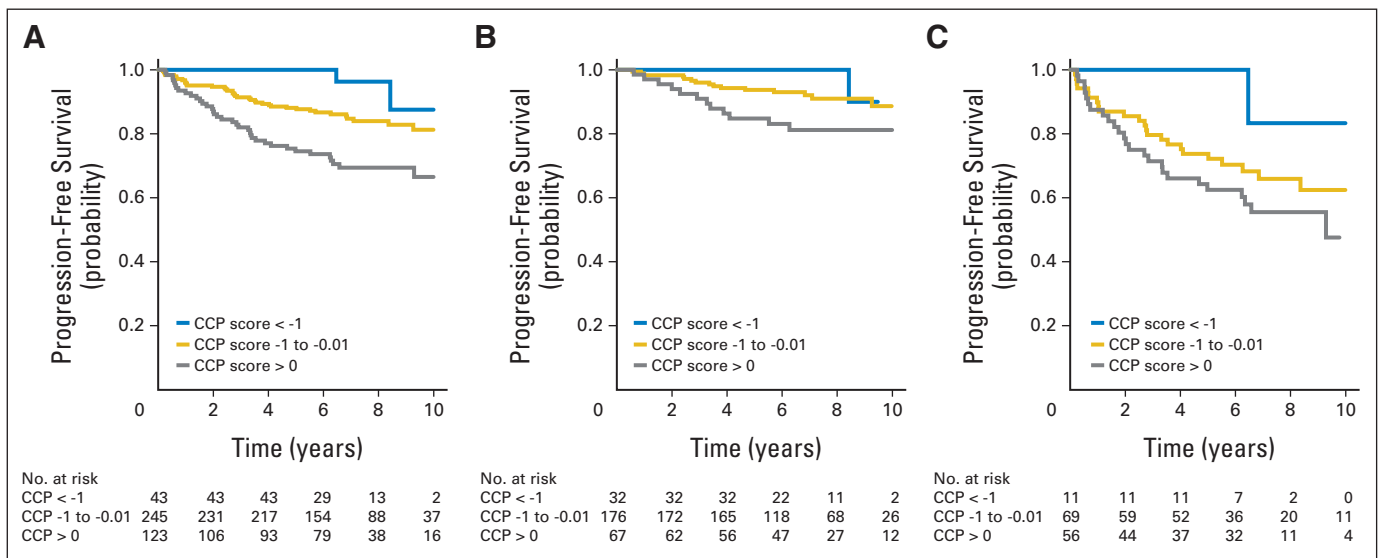 A
Progression-Free Survival
(probability)
1.0
0.8
0.6
0.4
0.2
CCP score < -1
CCP score -1 to -0.01
CCP score > 0
0 2 4 6 8 10
Time (years)
No. at risk
CCP < -1 43 43 43 29 13 2
CCP -1 to -0.01 245 231 217 154 88 37
CCP > 0 123 106 93 79 38 16
B
Progression-Free Survival
(probability)
1.0
0.8
0.6
0.4
0.2
CCP score < -1
CCP score -1 to -0.01
CCP score > 0
0 2 4 6 8 10
Time (years)
No. at risk
CCP < -1 32 32 32 22 11 2
CCP -1 to -0.01 176 172 165 118 68 26
CCP > 0 67 62 56 47 27 12
C
Progression-Free Survival
(probability)
1.0
0.8
0.6
0.4
0.2
CCP score < -1
CCP score -1 to -0.01
CCP score > 0
0 2 4 6 8 10
Time (years)
No. at risk
CCP < -1 11 11 11 7 2 0
CCP -1 to -0.01 69 59 52 36 20 11
CCP > 0 56 44 37 32 11 4